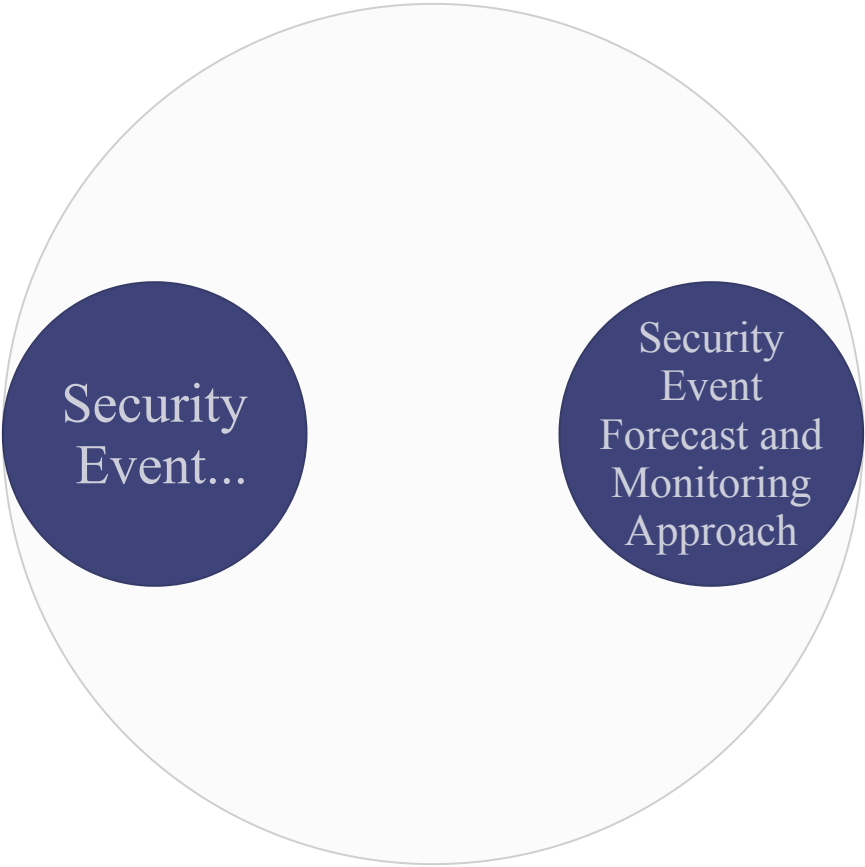 Security
Event...
Security
Event
Forecast and
Monitoring
Approach